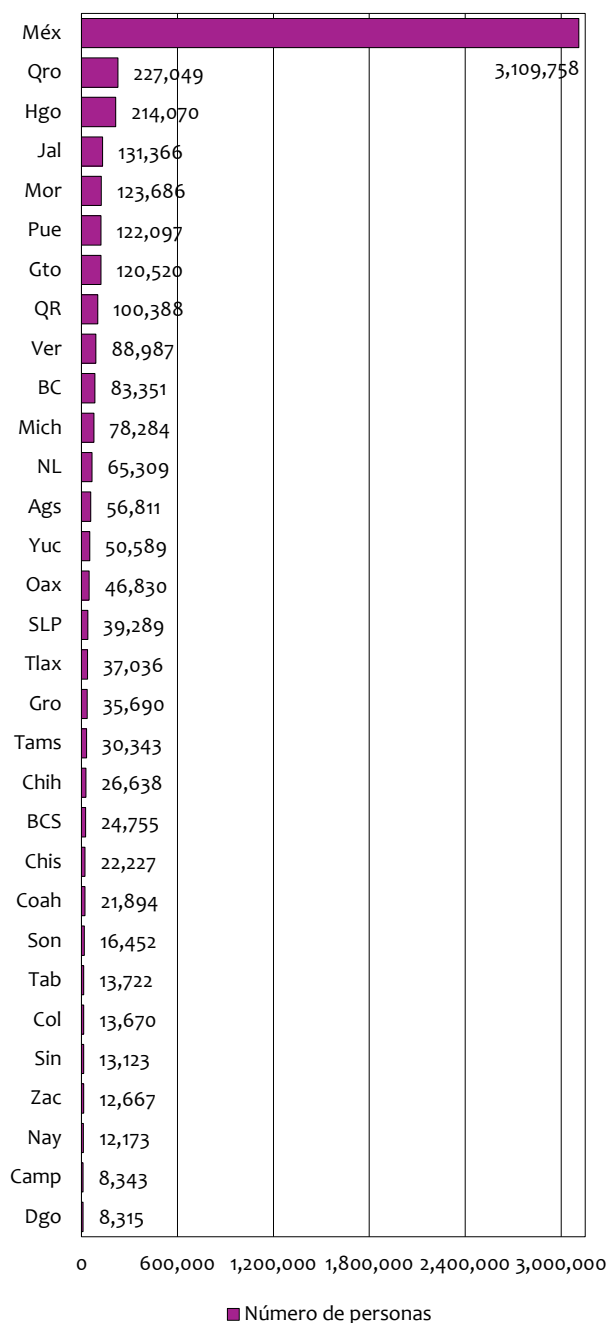 Méx 3,109,758
Qro 227,049
Hgo 214,070
Jal 131,366
Mor 123,686
Pue 122,097
Gto 120,520
QR 100,388
Ver 88,987
BC 83,351
Mich 78,284
NL 65,309
Ags 56,811
Yuc 50,589
Oax 46,830
SLP 39,289
Tlax 37,036
Gro 35,690
Tams 30,343
Chih 26,638
BCS 24,755
Chis 22,227
Coah 21,894
Son 16,452
Tab 13,722
Col 13,670
Sin 13,123
Zac 12,667
Nay 12,173
Camp 8,343
Dgo 8,315
0 600,000 1,200,000 1,800,000 2,400,000 3,000,000
Número de personas